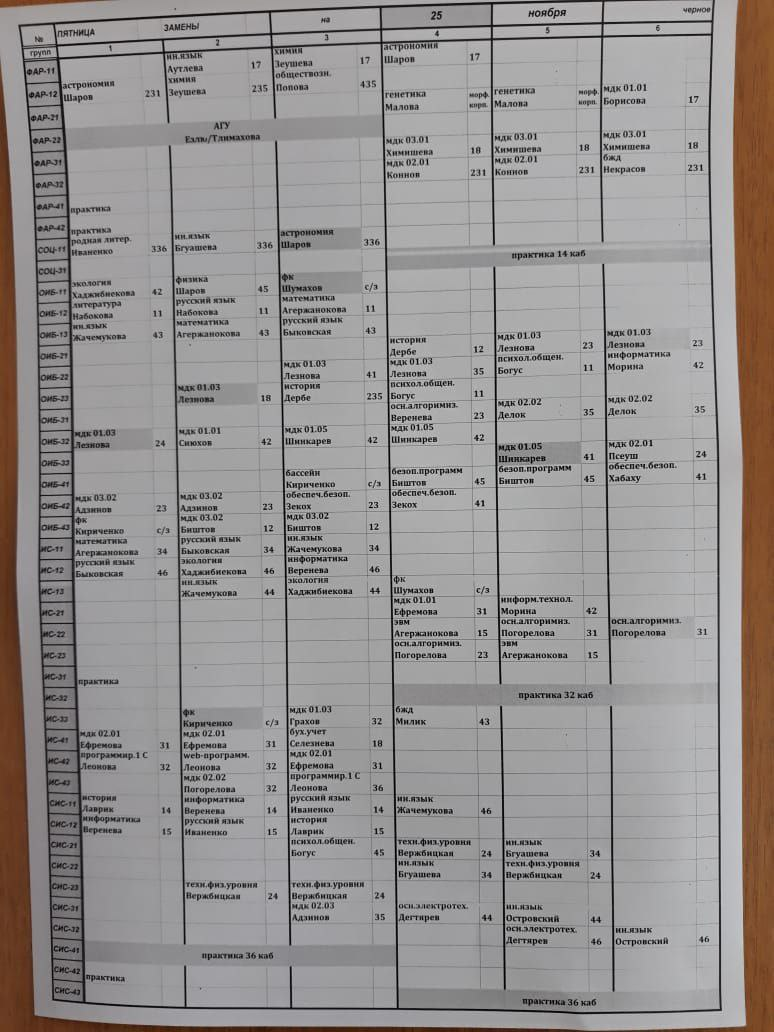 № ПЯТНИЦА ЗАМЕНЫ на 25 ноября черное
групп 1 2 3 4 5 6
ин.язык химия астрономия
ФАР-11 Аутлева 17 Зеушева 17 Шаров 17
астрономия химия обществозн.
ФАР-12 Шаров 231 Зеушева 235 Попова 435
генетика морф. генетика морф. мдк 01.01
ФАР-21 Малова корп. Малова корп. Борисова 17
АГУ
ФАР-22 Тлимахова
мдк 03.01 мдк 03.01 мдк 03.01
ФАР-31 Химишева 18 Химишева 18 Химишева 18
мдк 02.01 мдк 02.01 бжд
ФАР-32 Коннов 231 Коннов 231 Некрасов 231
ФАР-41 практика
ФАР-42 практика
родная литер. ин.язык астрономия
СОЦ-11 Иваненко 336 Бгуашева 336 Шаров 336
СОЦ-31 практика 14 каб
экология физика фк
ОИБ-11 Хаджибиекова 42 Шаров 45 Шумахов с/з
литература русский язык математика
ОИБ-12 Набокова 11 Набокова 11 Агержанокова 11
ин.язык математика русский язык
ОИБ-13 Жачемукова 43 Агержанокова 43 Быковская 43
история мдк 01.03 мдк 01.03
ОИБ-21 Дербе 12 Лезнова 23 Лезнова 23
мдк 01.03 мдк 01.03 психол.общен. информатика
ОИБ-22 Лезнова 41 Лезнова 35 Богус 11 Морина 42
мдк 01.03 история психол.общен.
ОИБ-23 Лезнова 18 Дербе 235 Богус 11
осн.алгоримиз. мдк 02.02 мдк 02.02
ОИБ-31 Веренева 23 Делок 35 Делок 35
мдк 01.03 мдк 01.01 мдк 01.05 мдк 01.05
ОИБ-32 Лезнова 24 Сиюхов 42 Шинкарев 42 Шинкарев 42
мдк 01.05 мдк 02.01
ОИБ-33 Шинкарев 41 Псеуш 24
бассейн безоп.программ безоп.программ обеспеч.безоп.
ОИБ-41 Кириченко с/з Биштов 45 Биштов 45 Хабаху 41
мдк 03.02 мдк 03.02 обеспеч.безоп. обеспеч.безоп.
ОИБ-42 Адзинов 23 Адзинов 23 Зекох 23 Зекох 41
фк мдк 03.02 мдк 03.02
ОИБ-43 Кириченко с/з Биштов 12 Биштов 12
математика русский язык ин.язык
ИС-11 Агержанокова 34 Быковская 34 Жачемукова 34
русский язык экология информатика
ИС-12 Быковская 46 Хаджибиекова 46 Веренева 46
ин.язык экология фк
ИС-13 Жачемукова 44 Хаджибиекова 44 Шумахов с/з
мдк 01.01 информ.технол.
ИС-21 Ефремова 31 Морина 42
эвм осн.алгоримиз. осн.алгоримиз.
ИС-22 Агержанокова 15 Погорелова 31 Погорелова 31
осн.алгоримиз. эвм
ИС-23 Погорелова 23 Агержанокова 15
ИС-31 практика
ИС-32 практика 32 каб
фк мдк 01.03 бжд
ИС-33 Кириченко с/з Грахов 32 Милик 43
мдк 02.01 мдк 02.01 бух.учет
ИС-41 Ефремова 31 Ефремова 31 Селезнева 18
программир.1 С web-программ. мдк 02.01
ИС-42 Леонова 32 Леонова 32 Ефремова 31
мдк 02.02 программир.1 С
ИС-43 Погорелова 32 Леонова 36
история информатика русский язык ин.язык
СИС-11 Лаврик 14 Веренева 14 Иваненко 14 Жачемукова 46
информатика русский язык история
СИС-12 Веренева 15 Иваненко 15 Лаврик 15
психол.общен. техн.физ.уровня ин.язык
СИС-21 Богус 45 Вержбицкая 24 Бгуашева 34
ин.язык техн.физ.уровня
СИС-22 Бгуашева 34 Вержбицкая 24
техн.физ.уровня техн.физ.уровня
СИС-23 Вержбицкая 24 Вержбицкая 24
мдк 02.03 осн.электротех. ин.язык
СИС-31 Адзинов 35 Дегтярев 44 Островский 44
осн.электротех. ин.язык
СИС-32 Дегтярев 46 Островский 46
СИС-41 практика 36 каб
СИС-42 практика
СИС-43 практика 36 каб